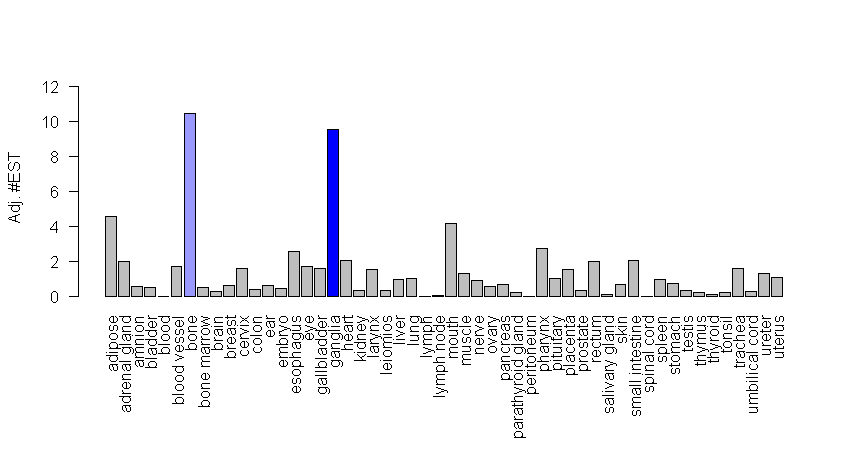 Adj. #EST
12
10
8
6
4
2
0
adipose
adrenal gland
amnion
bladder
blood
blood vessel
bone
bone marrow
brain
breast
cervix
colon
ear
embryo
esophagus
eye
gallbladder
ganglia
heart
kidney
larynx
leiomios
liver
lung
lymph
lymph node
mouth
muscle
nerve
ovary
pancreas
parathyroid gland
peritoneum
pharynx
pituitary
placenta
prostate
rectum
salivary gland
skin
small intestine
spinal cord
spleen
stomach
testis
thymus
thyroid
tonsil
trachea
umbilical cord
ureter
uterus